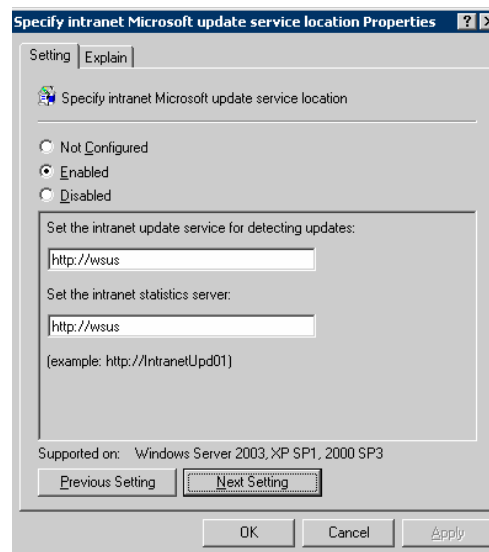 Specify intranet Microsoft update service location Properties
Setting
Explain
Specify intranet Microsoft update service location
Not Configured
Enabled
Disabled
Set the intranet update service for detecting updates:
http://wsus
Set the intranet statistics server:
http://wsus
(example: http://IntranetUpd01)
Supported on: Windows Server 2003, XP SP1, 2000 SP3
Previous Setting
Next Setting
OK
Cancel
Apply